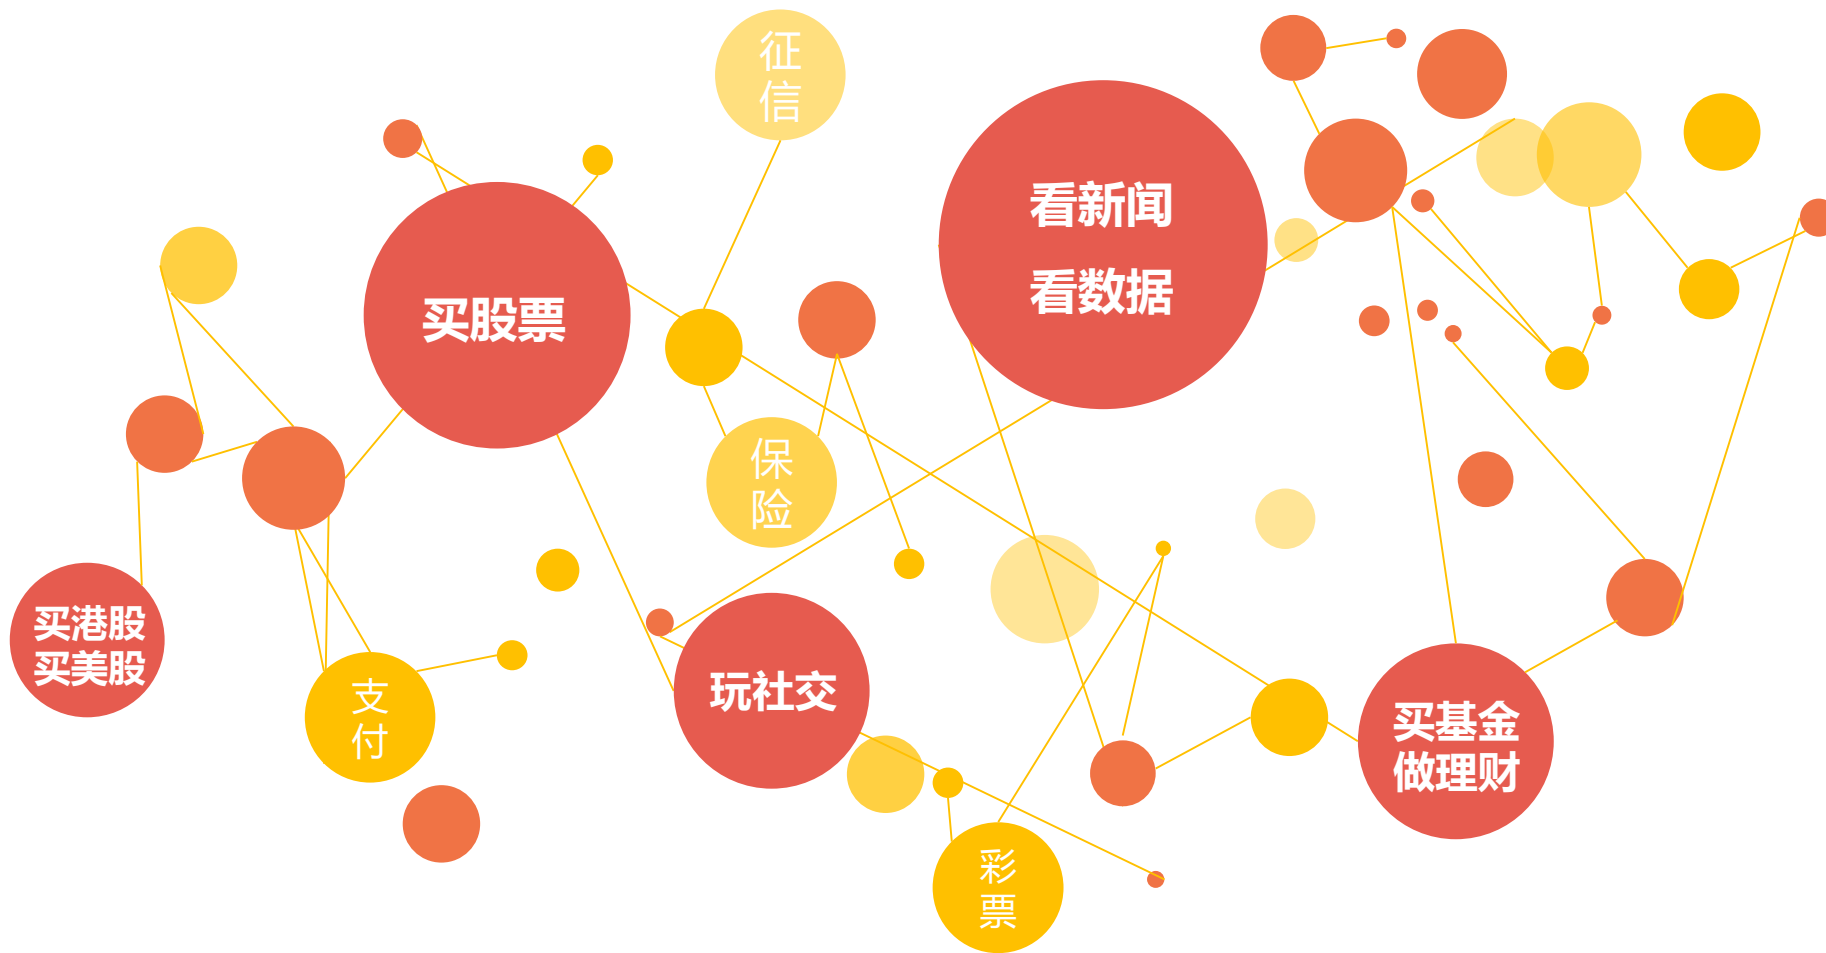 征
信
看新闻
看数据
买股票
保
险
买港股
买美股
支
付
玩社交
买基金
做理财
彩
票